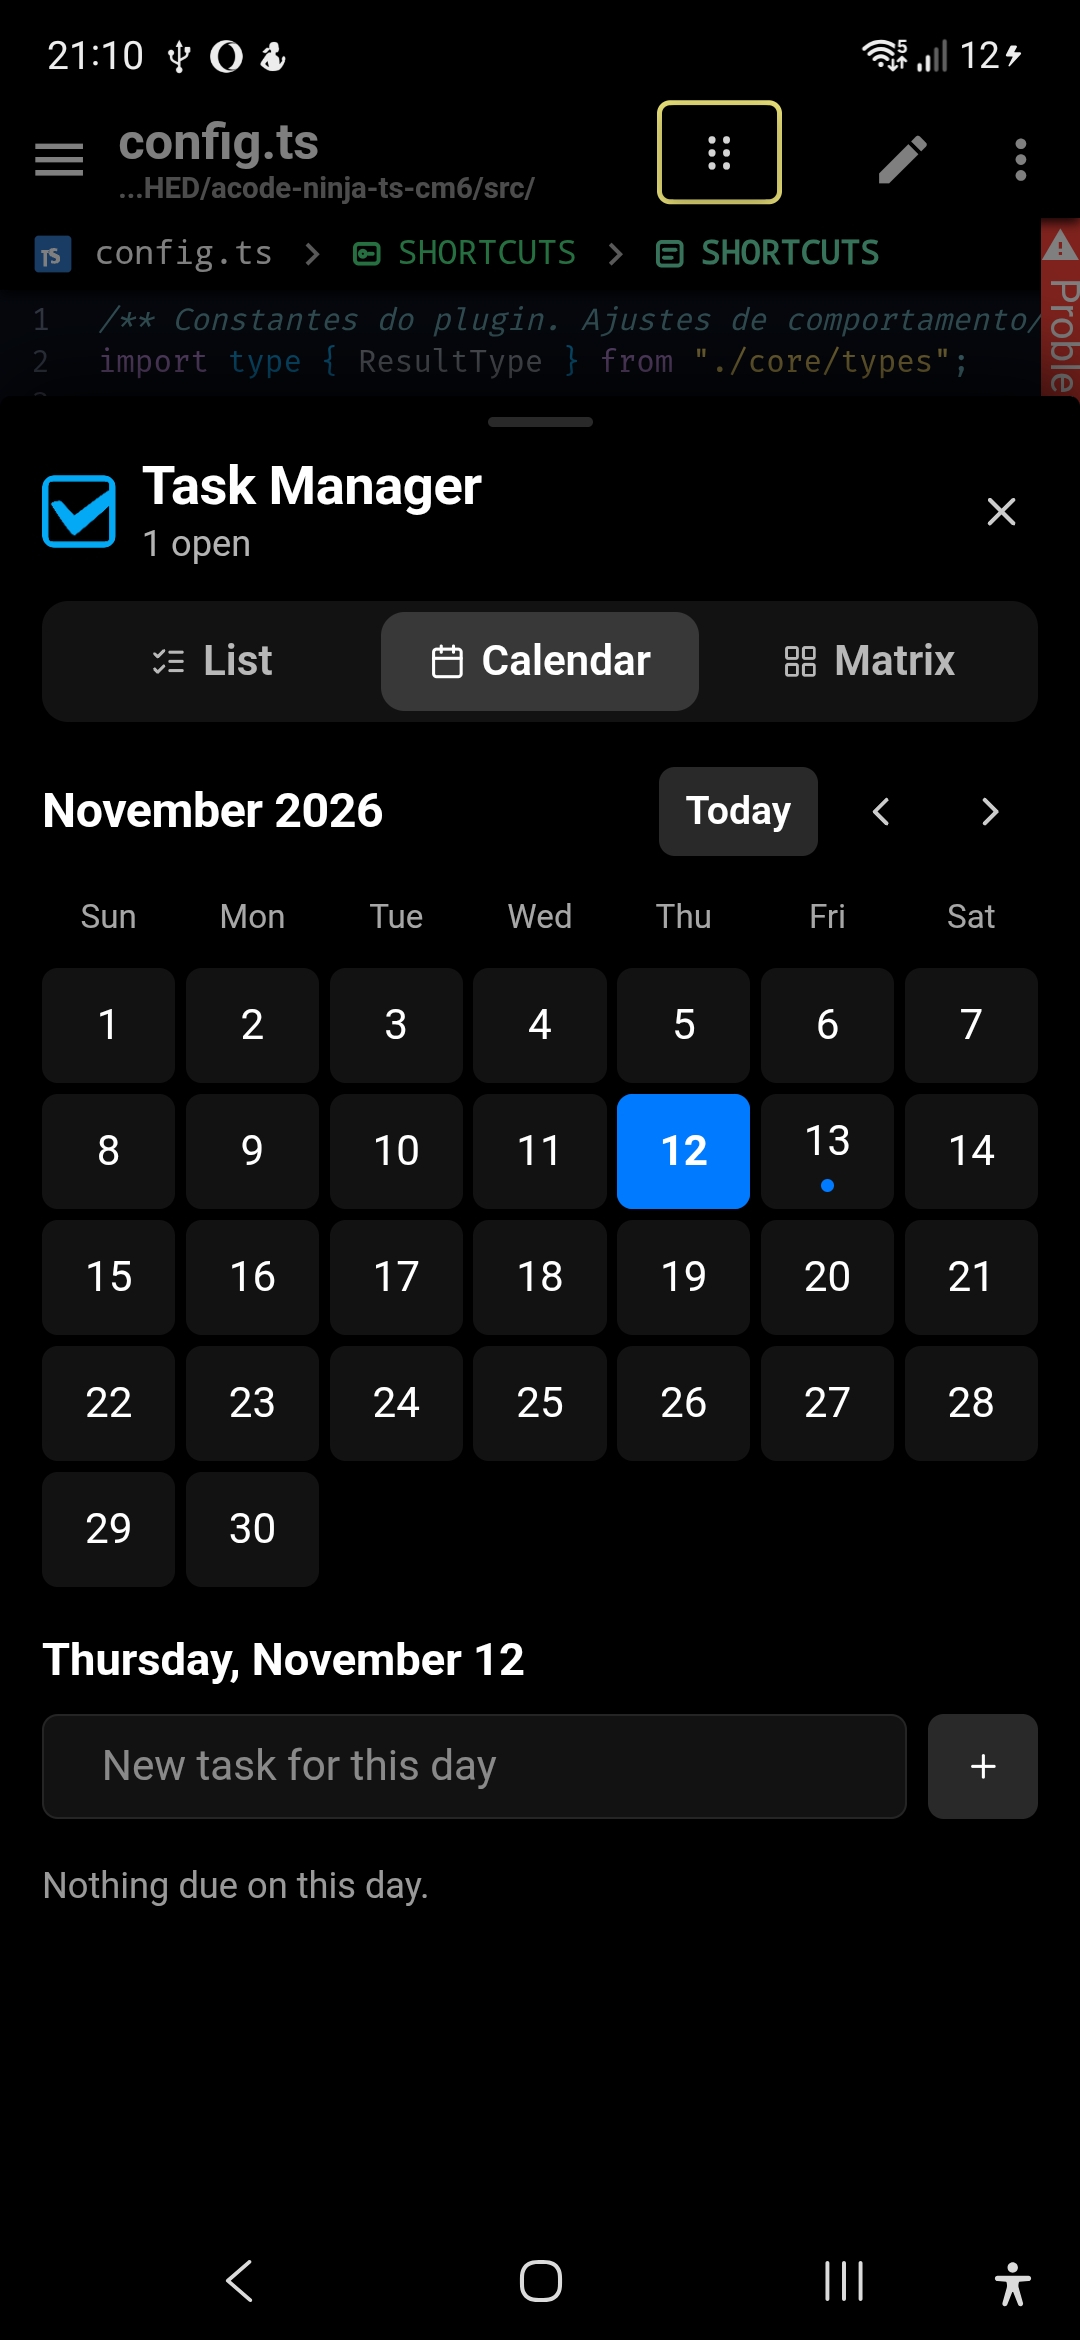 21:10
5
12
config.ts
...HED/acode-ninja-ts-cm6/src/
TS config.ts > SHORTCUTS > SHORTCUTS
1 /** Constantes do plugin. Ajustes de comportamento/
2 import type { ResultType } from "./core/types";
Proble
Task Manager
1 open
List Calendar Matrix
November 2026 Today
Sun Mon Tue Wed Thu Fri Sat
1 2 3 4 5 6 7
8 9 10 11 12 13 14
15 16 17 18 19 20 21
22 23 24 25 26 27 28
29 30
Thursday, November 12
New task for this day +
Nothing due on this day.